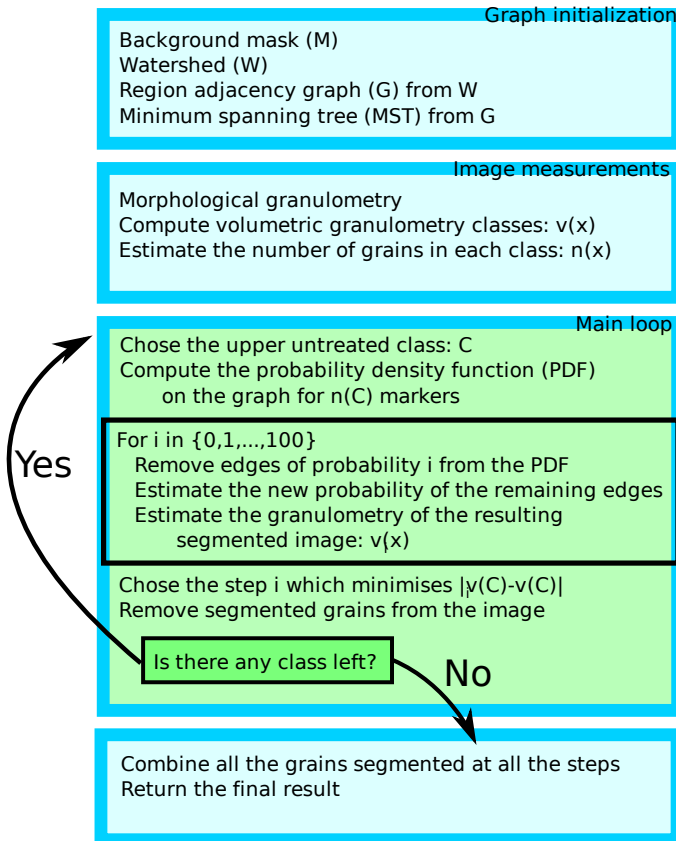 Graph initialization
Background mask (M)
Watershed (W)
Region adjacency graph (G) from W
Minimum spanning tree (MST) from G
Image measurements
Morphological granulometry
Compute volumetric granulometry classes: v(x)
Estimate the number of grains in each class: n(x)
Main loop
Chose the upper untreated class: C
Compute the probability density function (PDF)
on the graph for n(C) markers
For i in {0,1,...,100}
Remove edges of probability i from the PDF
Estimate the new probability of the remaining edges
Estimate the granulometry of the resulting
segmented image: vᵢ(x)
Chose the step i which minimises |vᵢ(C)-v(C)|
Remove segmented grains from the image
Is there any class left?
Yes
No
Combine all the grains segmented at all the steps
Return the final result